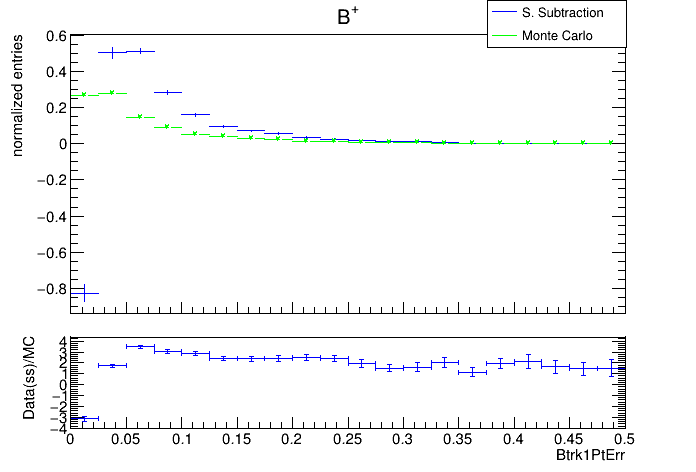 B+
S. Subtraction
Monte Carlo
normalized entries
0.6
0.4
0.2
0
−0.2
−0.4
−0.6
−0.8
Data(ss)/MC
4
3
2
1
0
−1
−2
−3
−4
0 0.05 0.1 0.15 0.2 0.25 0.3 0.35 0.4 0.45 0.5
Btrk1PtErr